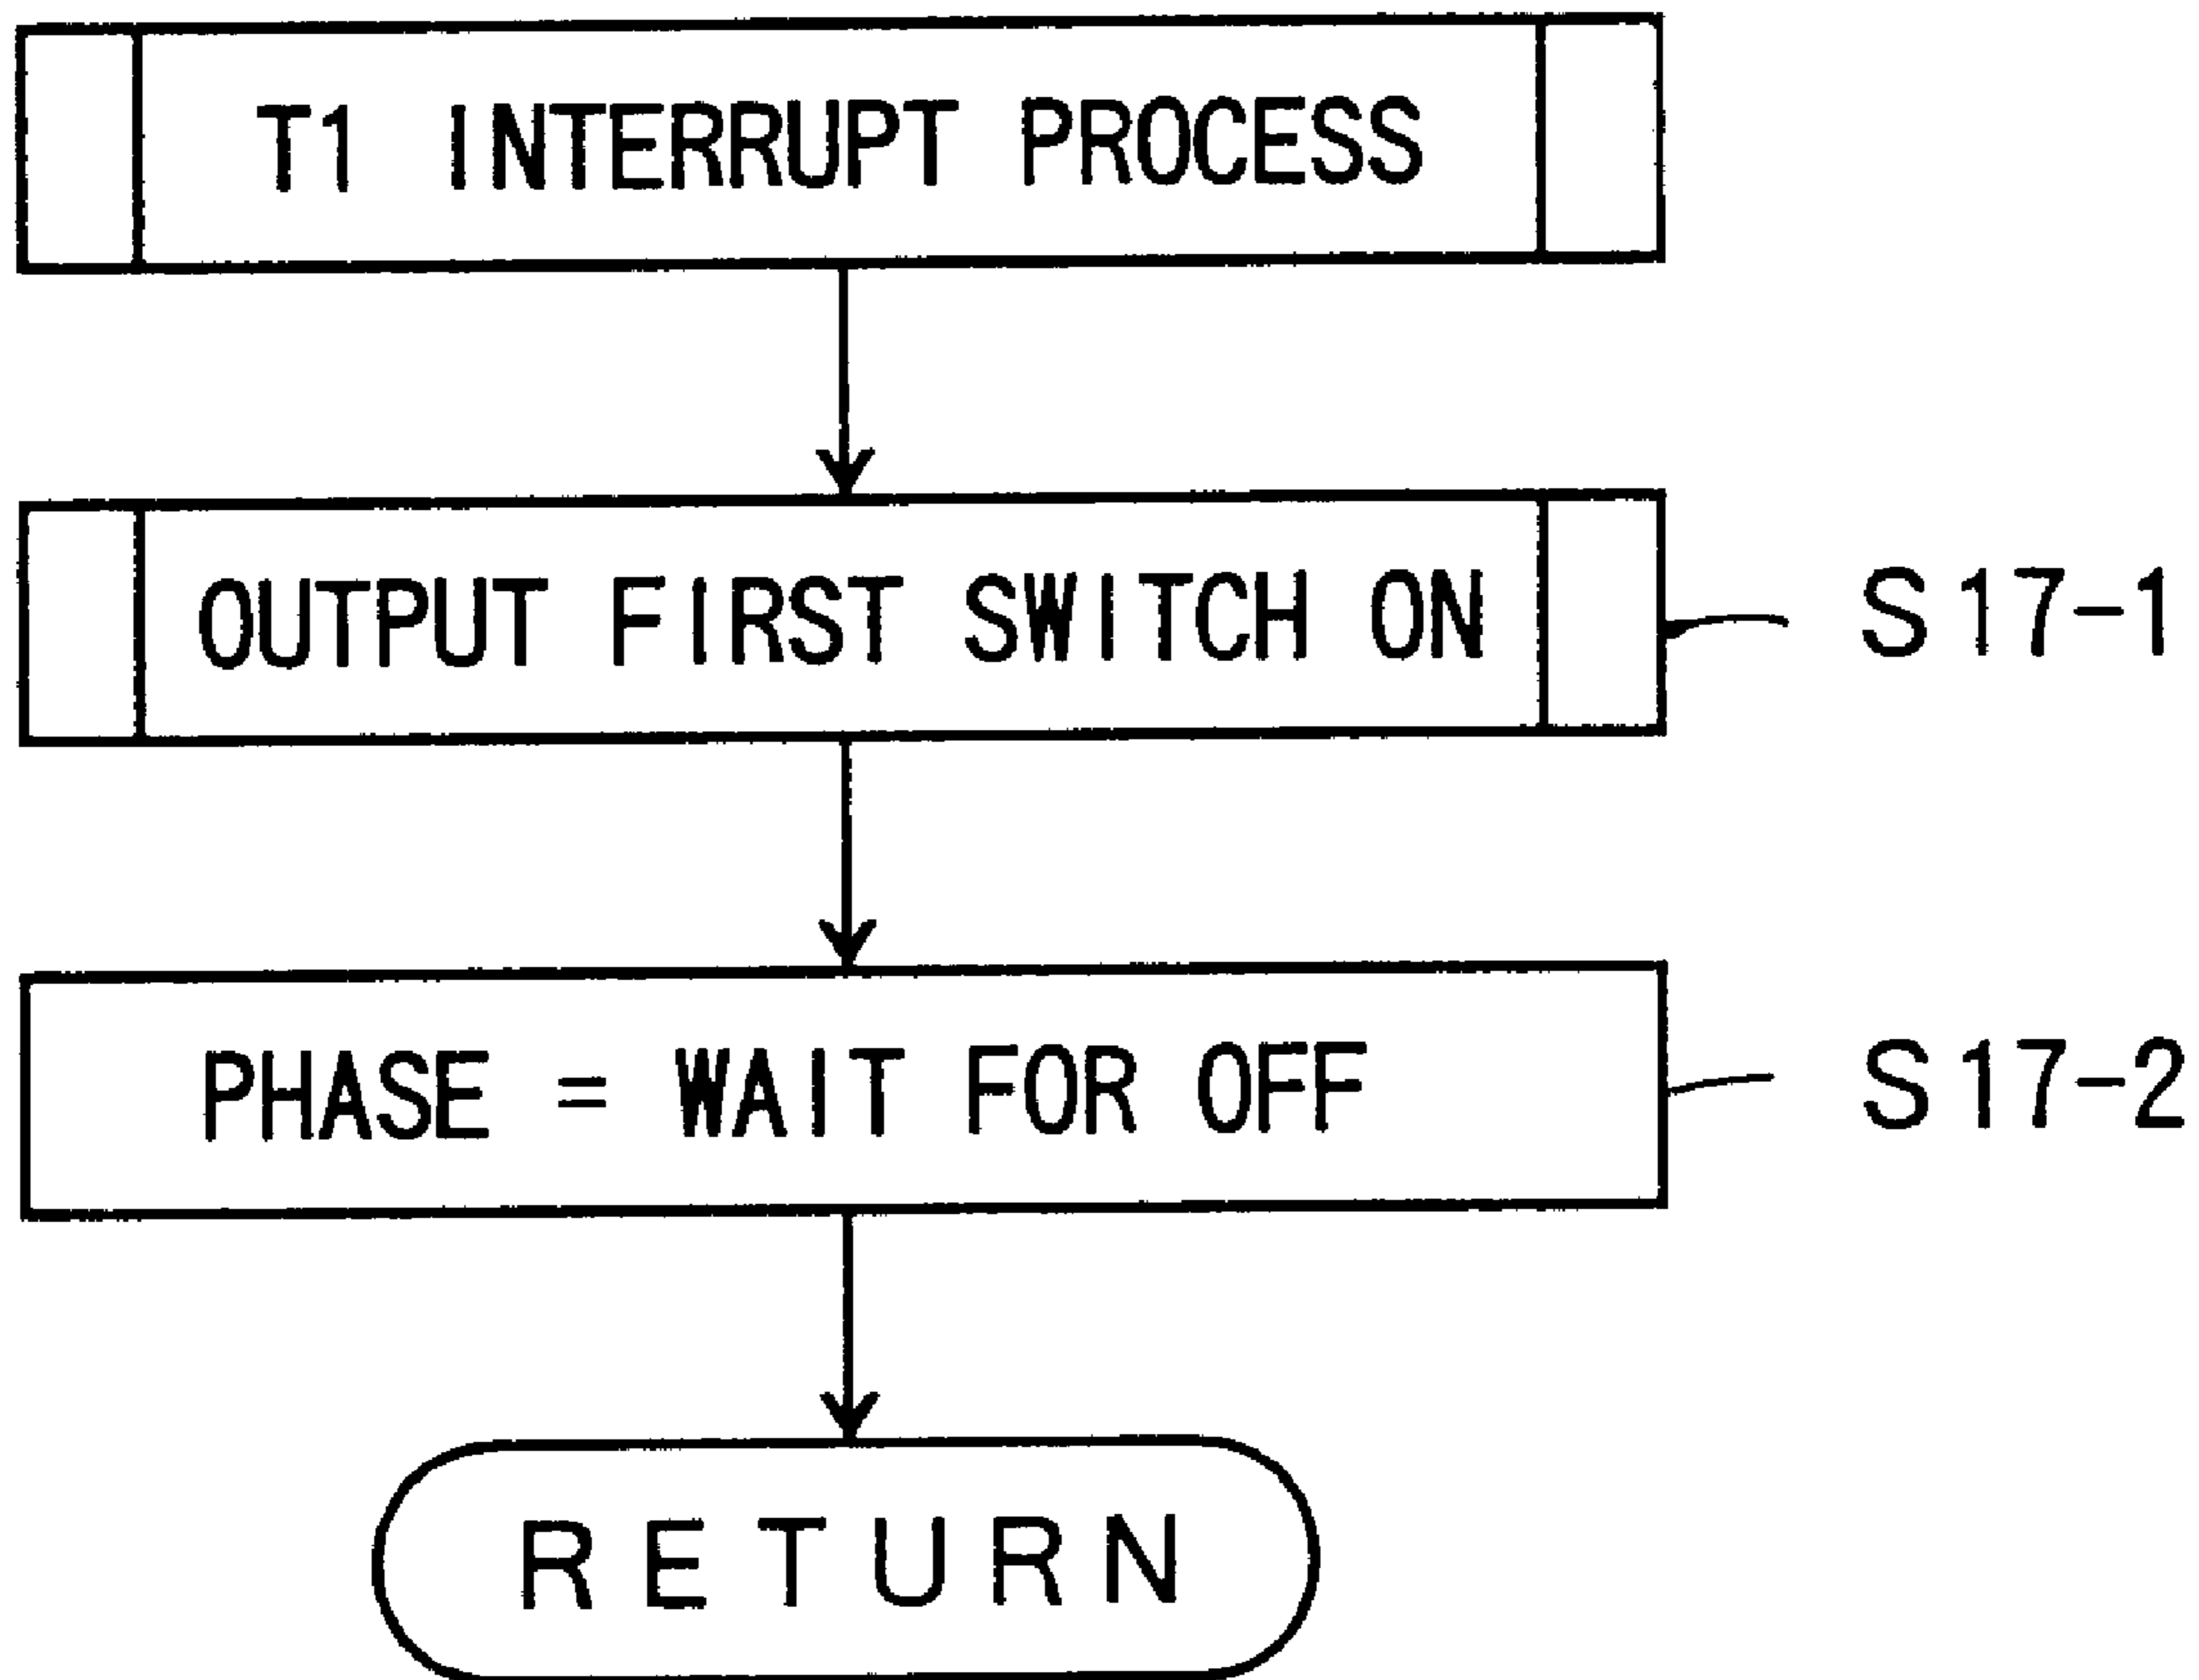 T1 INTERRUPT PROCESS
OUTPUT FIRST SWITCH ON
S17-1
PHASE = WAIT FOR OFF
S17-2
RETURN